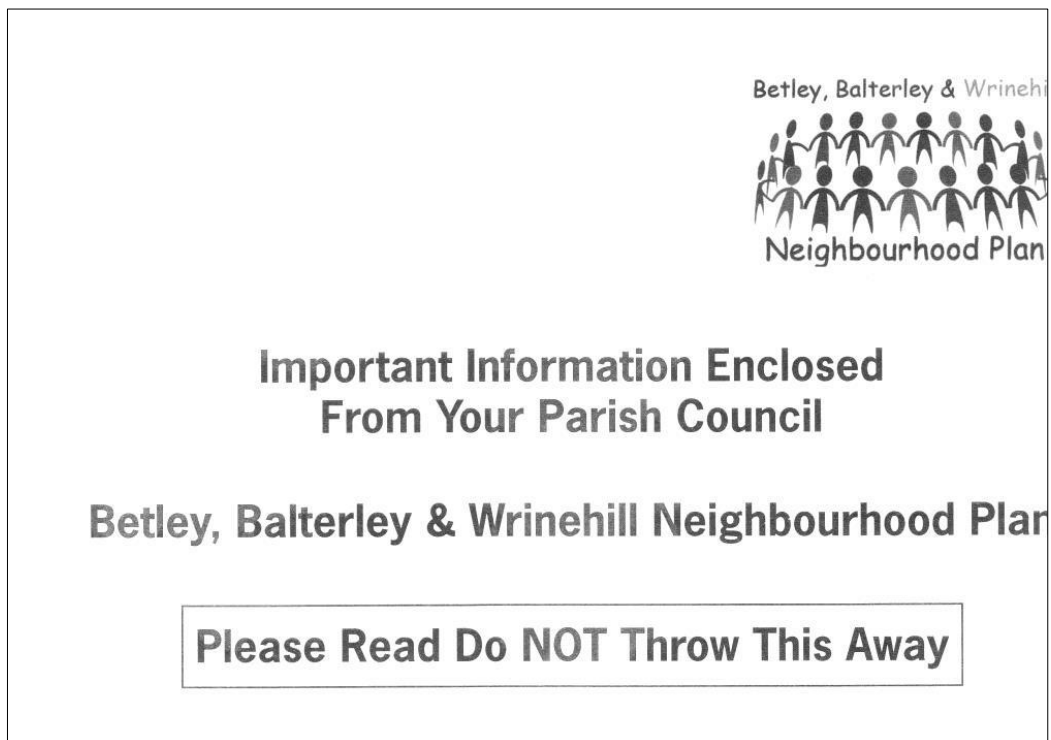 Betley, Balterley & Wrinehi
Neighbourhood Plan
Important Information Enclosed
From Your Parish Council
Betley, Balterley & Wrinehill Neighbourhood Plan
Please Read Do NOT Throw This Away